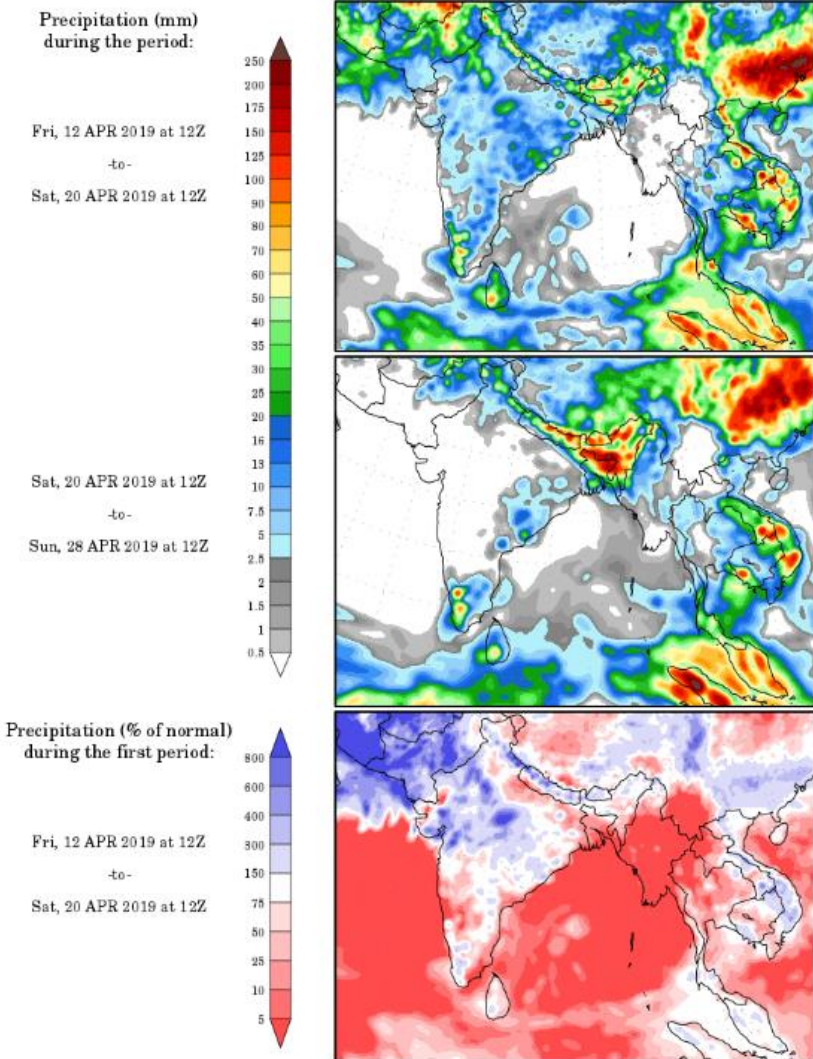 Precipitation (mm)
during the period:
Fri, 12 APR 2019 at 12Z
-to-
Sat, 20 APR 2019 at 12Z
250
200
175
150
125
100
90
80
70
60
50
40
35
30
25
20
16
13
10
7.5
5
2.5
2
1.5
1
0.5
Sat, 20 APR 2019 at 12Z
-to-
Sun, 28 APR 2019 at 12Z
Precipitation (% of normal)
during the first period:
Fri, 12 APR 2019 at 12Z
-to-
Sat, 20 APR 2019 at 12Z
800
600
400
300
150
75
50
25
10
5